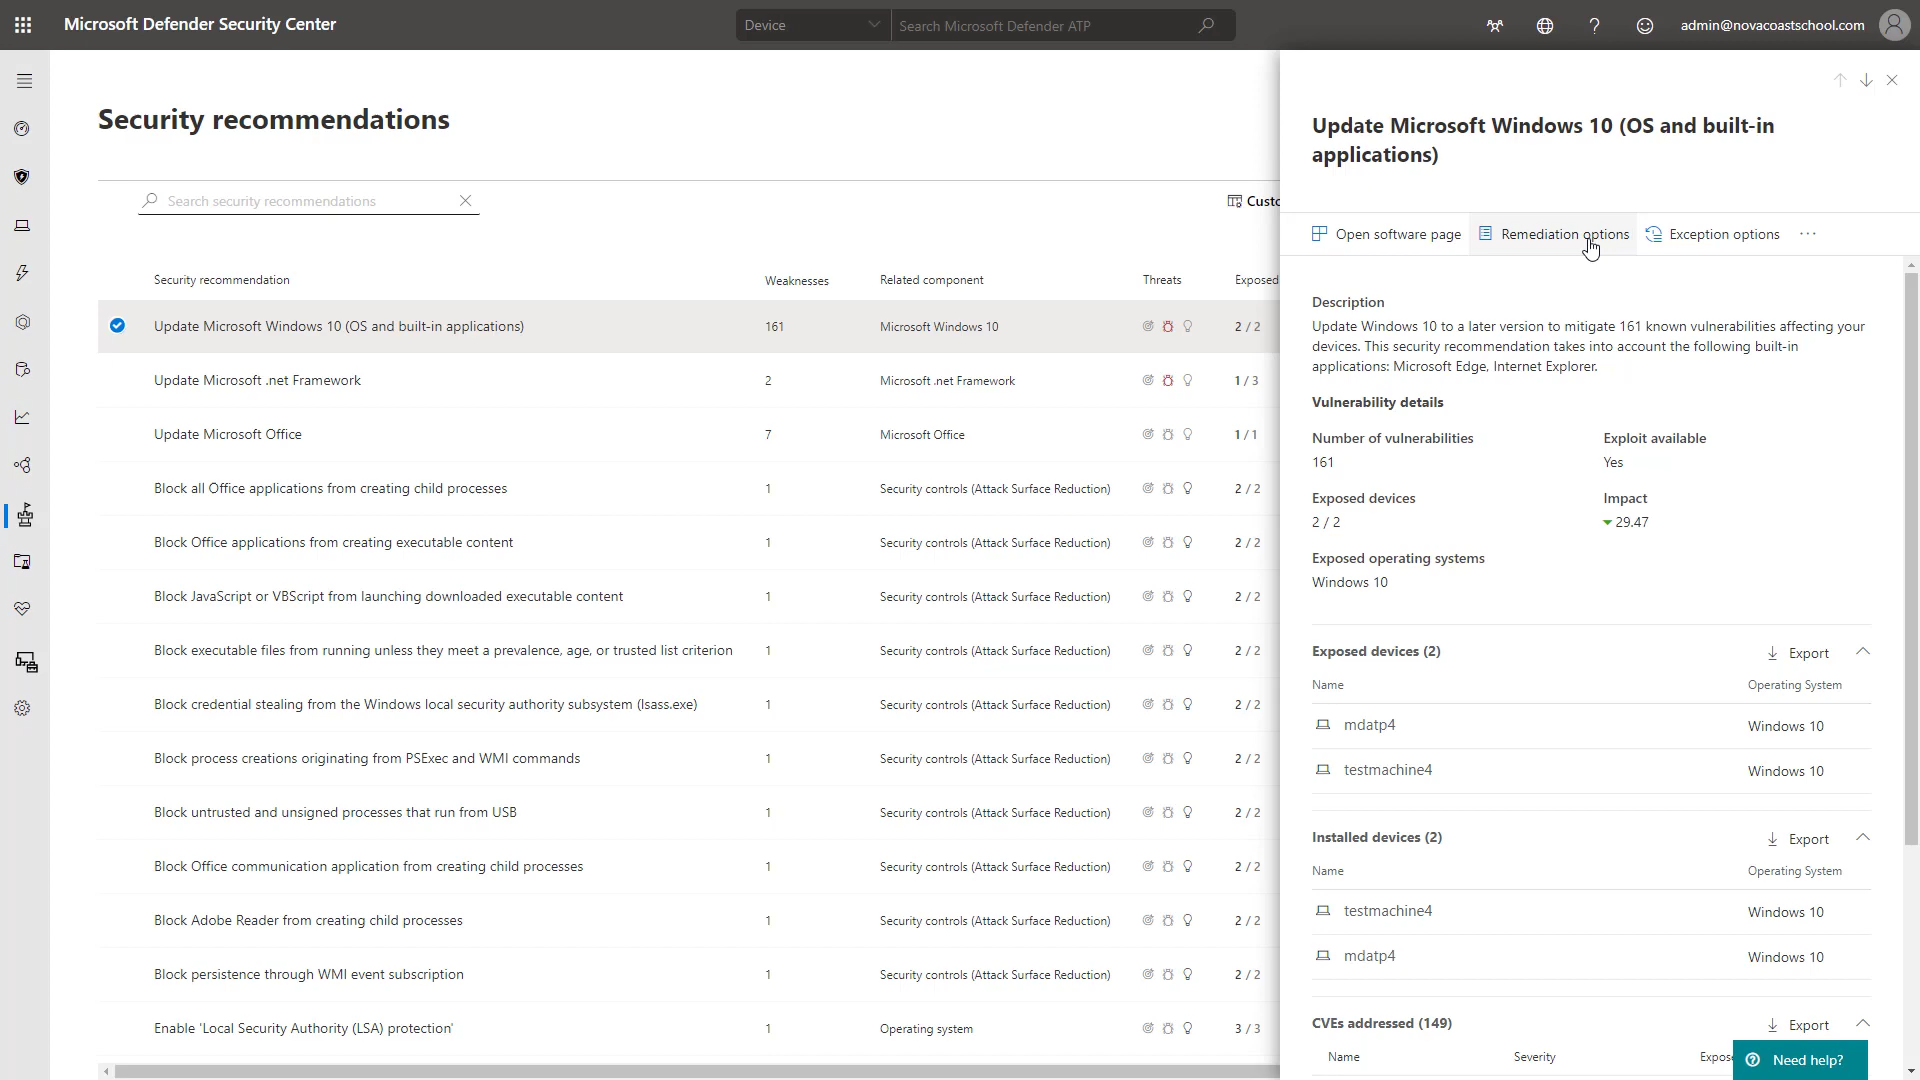 Microsoft Defender Security Center
Device
Search Microsoft Defender ATP
admin@novacoastschool.com
Security recommendations
Search security recommendations
Custo
Security recommendation Weaknesses Related component Threats Exposed
Update Microsoft Windows 10 (OS and built-in applications) 161 Microsoft Windows 10 2 / 2
Update Microsoft .net Framework 2 Microsoft .net Framework 1 / 3
Update Microsoft Office 7 Microsoft Office 1 / 1
Block all Office applications from creating child processes 1 Security controls (Attack Surface Reduction) 2 / 2
Block Office applications from creating executable content 1 Security controls (Attack Surface Reduction) 2 / 2
Block JavaScript or VBScript from launching downloaded executable content 1 Security controls (Attack Surface Reduction) 2 / 2
Block executable files from running unless they meet a prevalence, age, or trusted list criterion 1 Security controls (Attack Surface Reduction) 2 / 2
Block credential stealing from the Windows local security authority subsystem (lsass.exe) 1 Security controls (Attack Surface Reduction) 2 / 2
Block process creations originating from PSExec and WMI commands 1 Security controls (Attack Surface Reduction) 2 / 2
Block untrusted and unsigned processes that run from USB 1 Security controls (Attack Surface Reduction) 2 / 2
Block Office communication application from creating child processes 1 Security controls (Attack Surface Reduction) 2 / 2
Block Adobe Reader from creating child processes 1 Security controls (Attack Surface Reduction) 2 / 2
Block persistence through WMI event subscription 1 Security controls (Attack Surface Reduction) 2 / 2
Enable 'Local Security Authority (LSA) protection' 1 Operating system 3 / 3
Update Microsoft Windows 10 (OS and built-in
applications)
Open software page Remediation options Exception options ...
Description
Update Windows 10 to a later version to mitigate 161 known vulnerabilities affecting your
devices. This security recommendation takes into account the following built-in
applications: Microsoft Edge, Internet Explorer.
Vulnerability details
Number of vulnerabilities Exploit available
161 Yes
Exposed devices Impact
2 / 2 29.47
Exposed operating systems
Windows 10
Exposed devices (2) Export
Name Operating System
mdatp4 Windows 10
testmachine4 Windows 10
Installed devices (2) Export
Name Operating System
testmachine4 Windows 10
mdatp4 Windows 10
CVEs addressed (149) Export
Name Severity Expose
Need help?